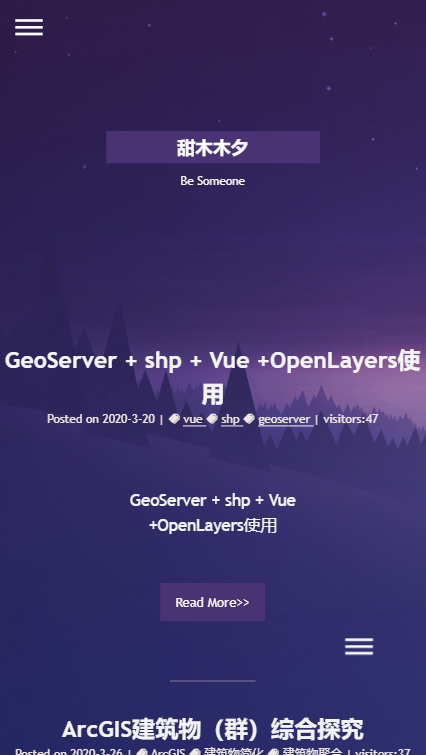 甜木木夕
Be Someone
GeoServer + shp + Vue +OpenLayers使
用
Posted on 2020-3-20 | vue shp geoserver | visitors:47
GeoServer + shp + Vue
+OpenLayers使用
Read More>>
ArcGIS建筑物（群）综合探究
Posted on 2020-3-26 | ArcGIS 建筑物简化 建筑物聚合 | visitors:37